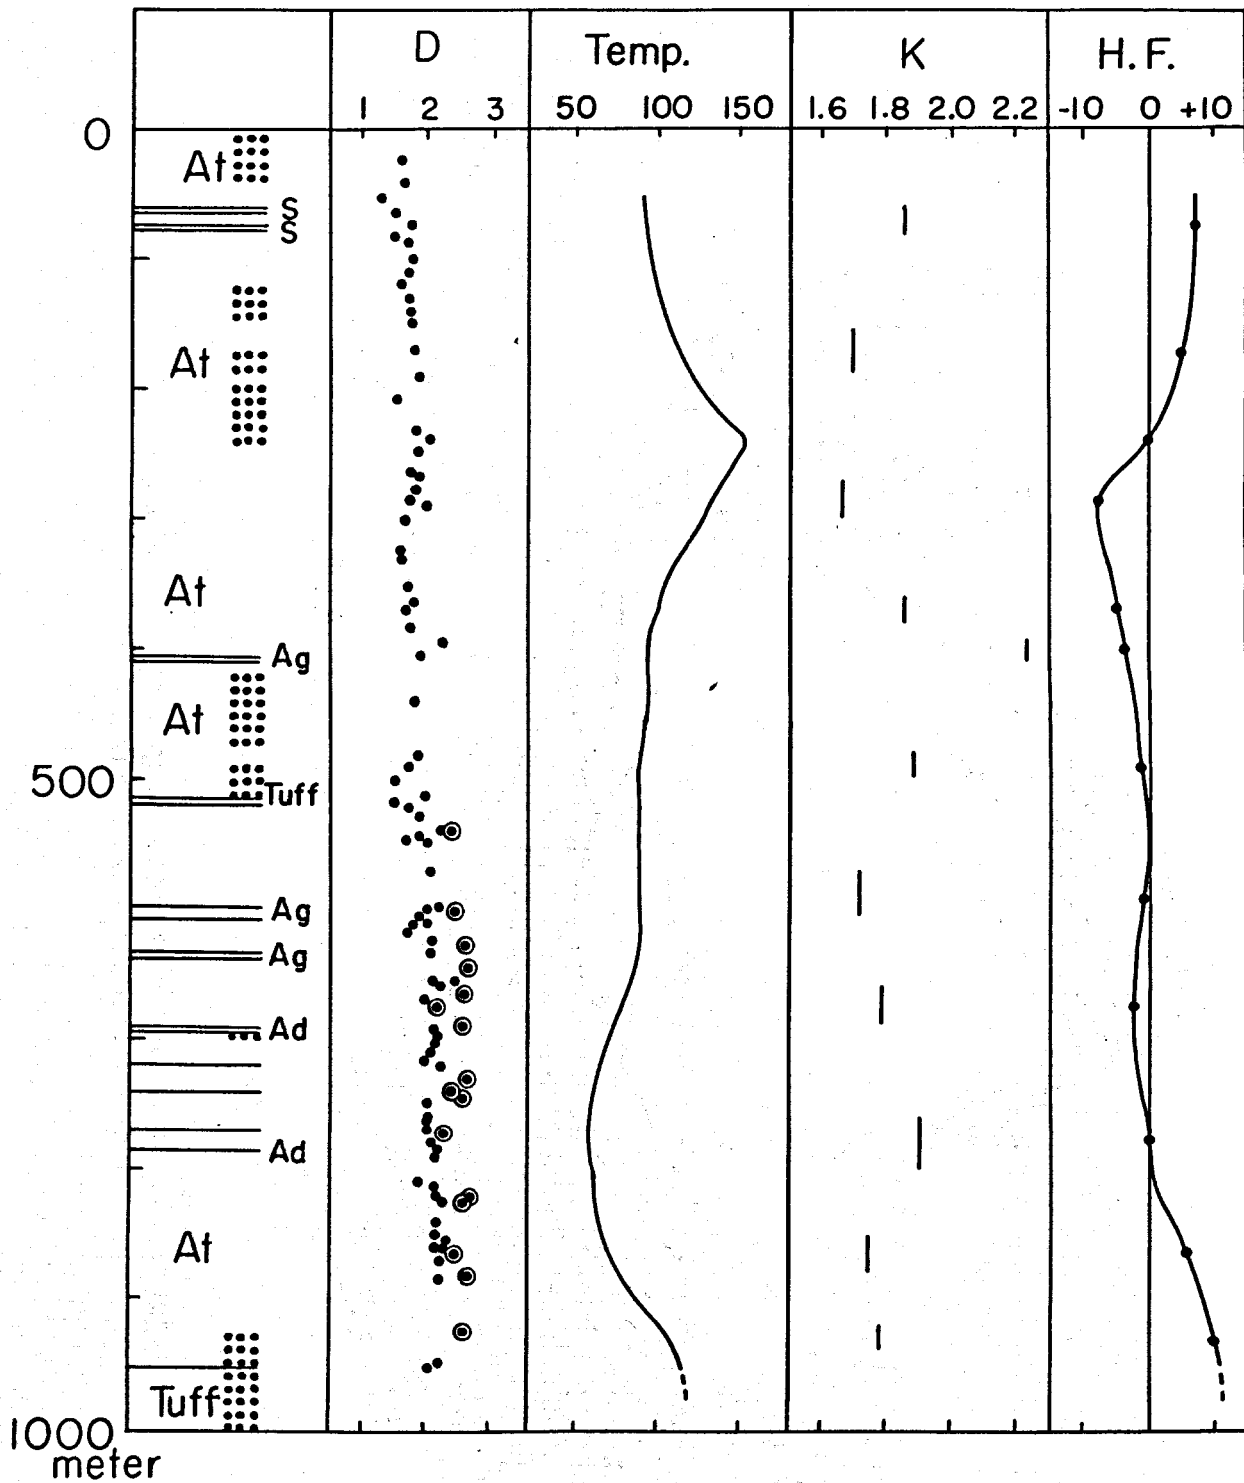 D Temp. K H.F.
1 2 3 50 100 150 1.6 1.8 2.0 2.2 -10 0 +10
0
At
S
S
At
At
Ag
At
500
Tuff
Ag
Ag
Ad
Ad
At
Tuff
1000
meter